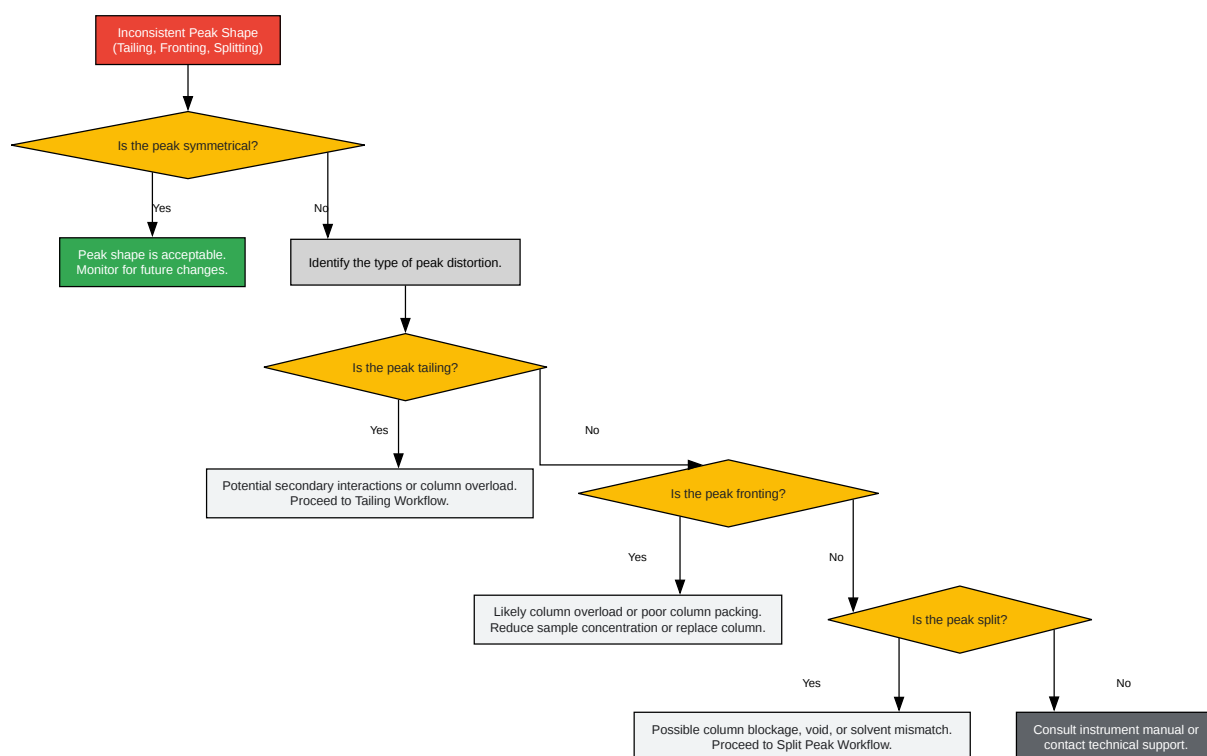 Inconsistent Peak Shape
(Tailing, Fronting, Splitting)
Is the peak symmetrical?
Yes
No
Peak shape is acceptable.
Monitor for future changes.
Identify the type of peak distortion.
Is the peak tailing?
Yes
No
Potential secondary interactions or column overload.
Proceed to Tailing Workflow.
Is the peak fronting?
Yes
No
Likely column overload or poor column packing.
Reduce sample concentration or replace column.
Is the peak split?
Yes
No
Possible column blockage, void, or solvent mismatch.
Proceed to Split Peak Workflow.
Consult instrument manual or
contact technical support.